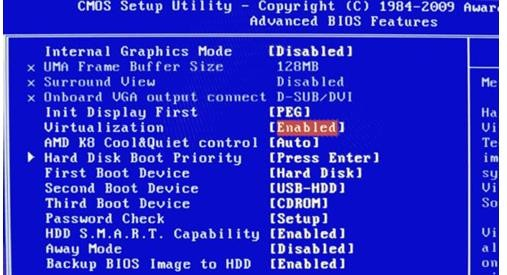 CMOS Setup Utility - Copyright (C) 1984-2009 Awar
Advanced BIOS Features
Internal Graphics Mode [Disabled]
x UMA Frame Buffer Size 128MB
x Surround View Disabled
x Onboard VGA output connect D-SUB/DVI
Init Display First [PEG]
Virtualization [Enabled]
AMD K8 Cool&Quiet control [Auto]
▶ Hard Disk Boot Priority [Press Enter]
First Boot Device [Hard Disk]
Second Boot Device [USB-HDD]
Third Boot Device [CDROM]
Password Check [Setup]
HDD S.M.A.R.T. Capability [Enabled]
Away Mode [Disabled]
Backup BIOS Image to HDD [Enabled]
Me
Ha
Vi
Te
im
sy
Vi
So
Vi
al
on